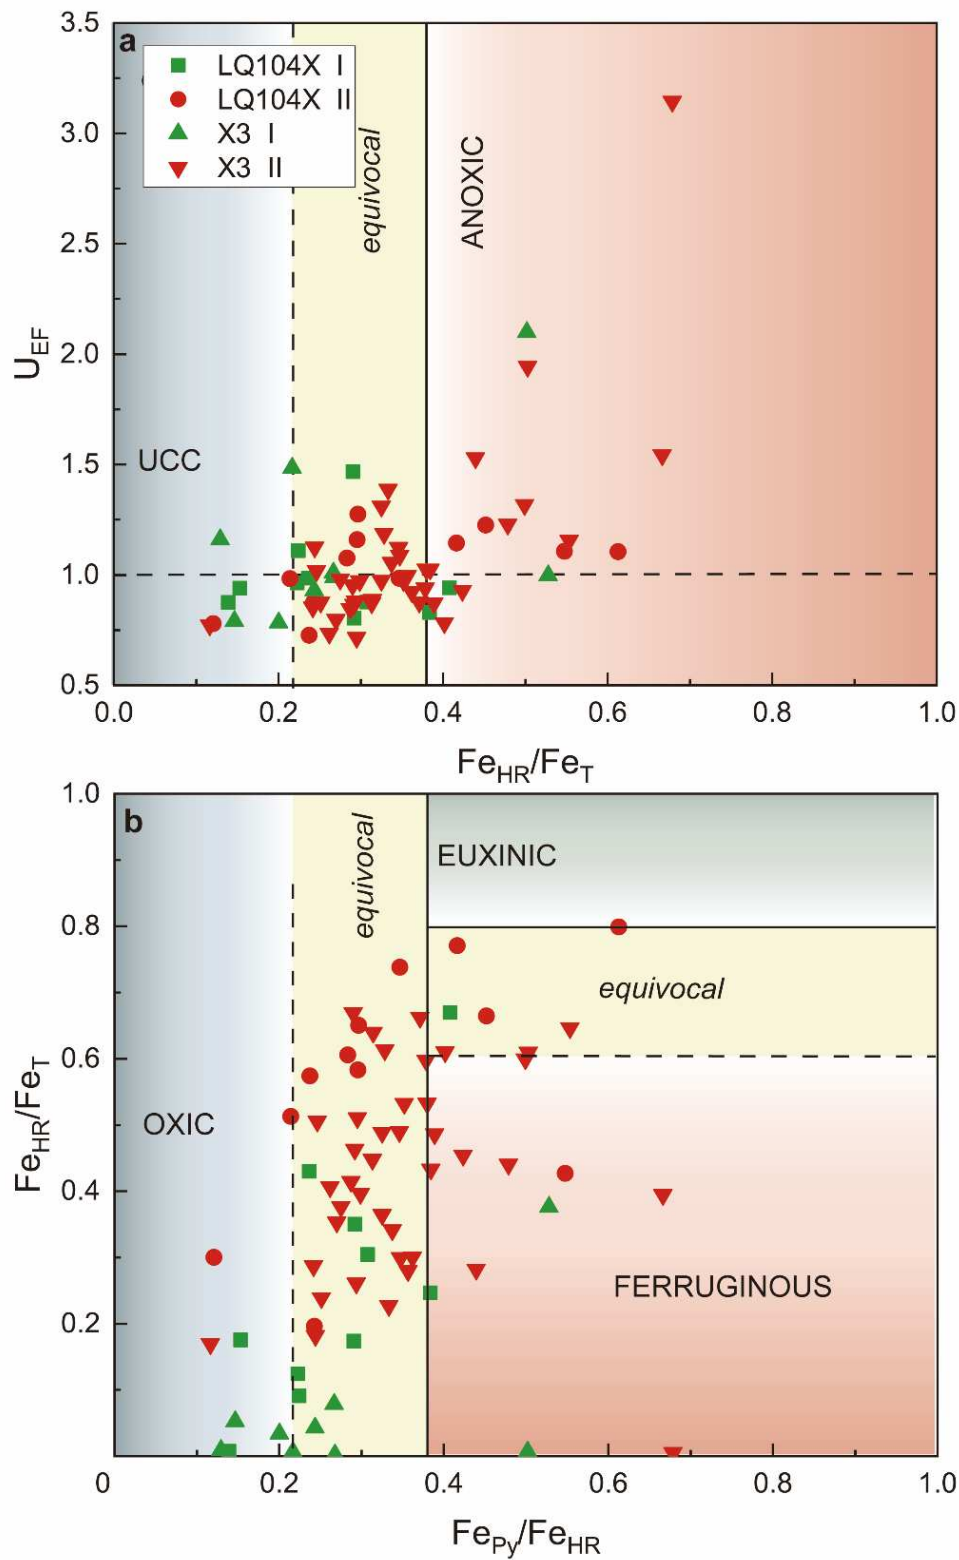 a
LQ104X I
LQ104X II
X3 I
X3 II
equivocal
ANOXIC
UCC
3.5
3.0
2.5
2.0
1.5
1.0
0.5
U_EF
0.0
0.2
0.4
0.6
0.8
1.0
Fe_HR/Fe_T
b
equivocal
EUXINIC
equivocal
OXIC
FERRUGINOUS
1.0
0.8
0.6
0.4
0.2
Fe_HR/Fe_T
0
0.2
0.4
0.6
0.8
1.0
Fe_Py/Fe_HR